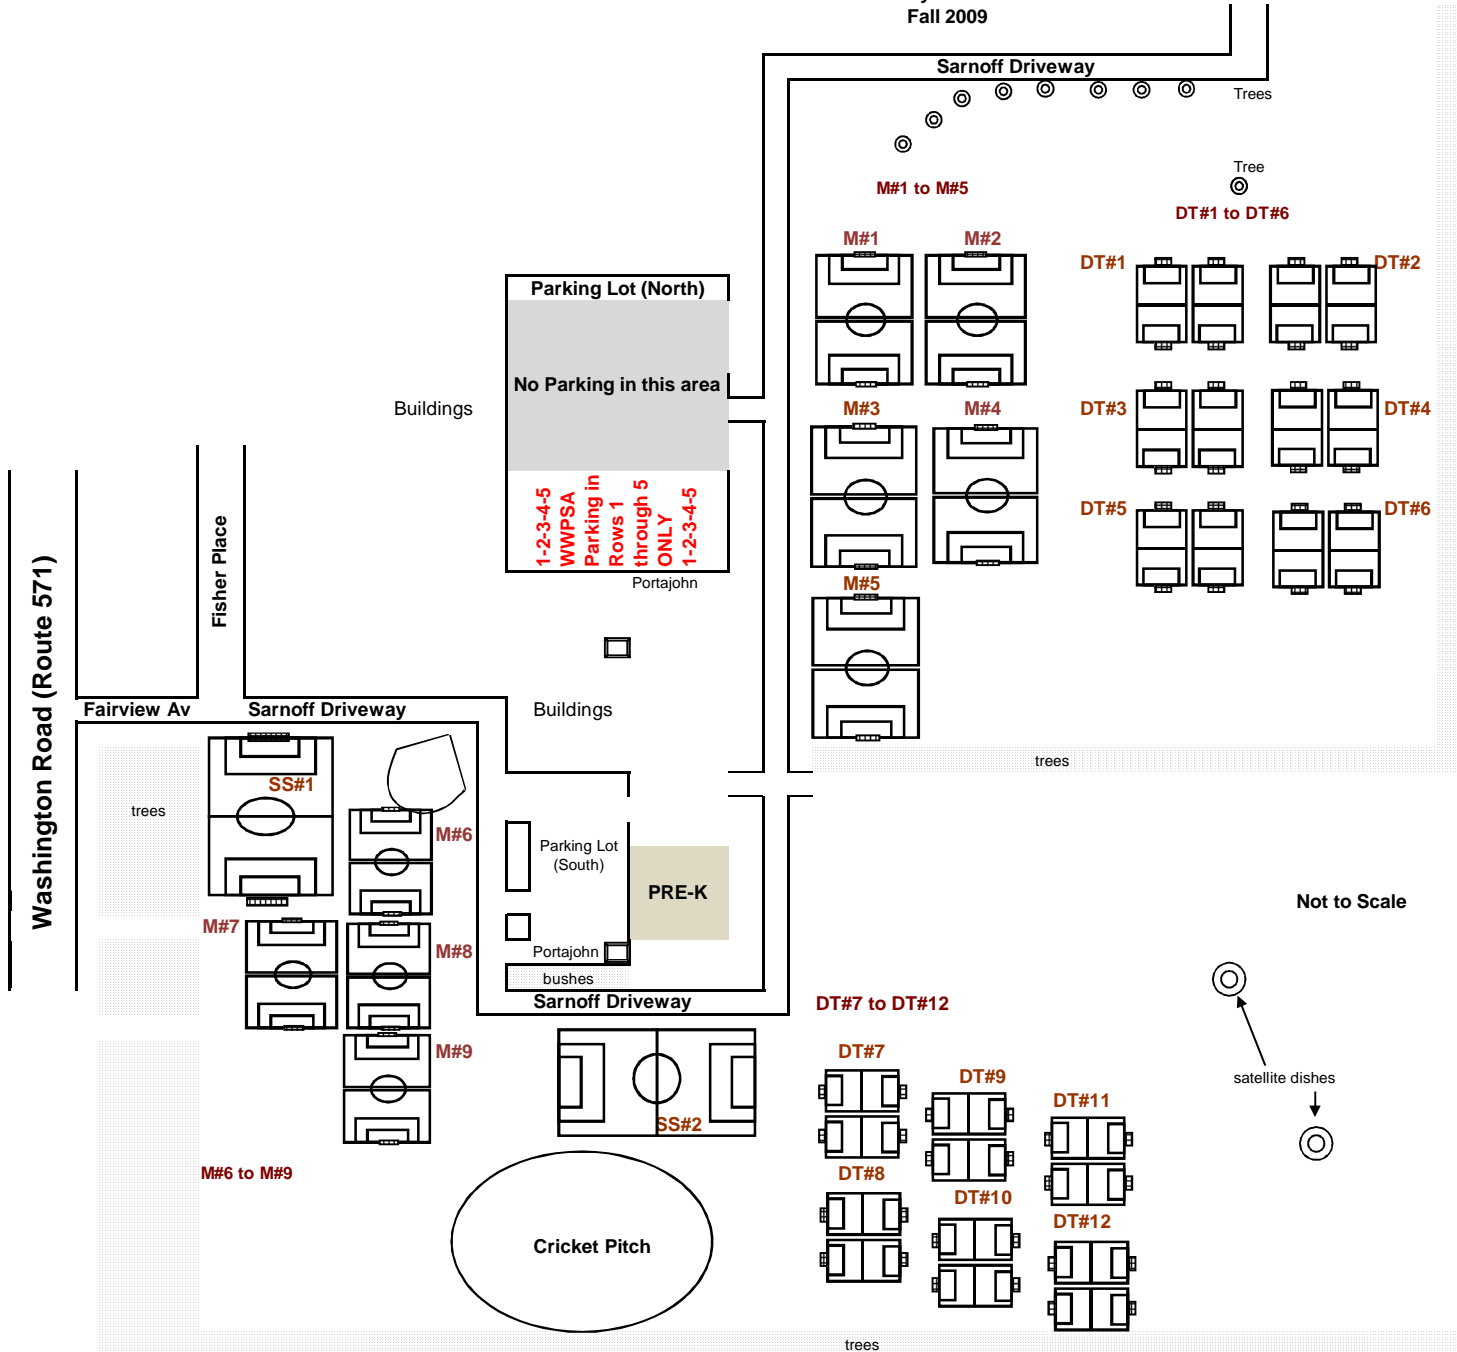 Fall 2009
Sarnoff Driveway
Trees
Tree
M#1 to M#5
DT#1 to DT#6
M#1
M#2
DT#1
DT#2
Parking Lot (North)
No Parking in this area
Buildings
M#3
M#4
DT#3
DT#4
1-2-3-4-5
WWPSA
Parking in
Rows 1
through 5
ONLY
1-2-3-4-5
DT#5
DT#6
Portajohn
M#5
Fisher Place
Washington Road (Route 571)
Fairview Av
Sarnoff Driveway
Buildings
trees
SS#1
trees
M#6
Parking Lot
(South)
PRE-K
Not to Scale
M#7
M#8
Portajohn
bushes
Sarnoff Driveway
DT#7 to DT#12
M#9
DT#7
DT#9
satellite dishes
DT#11
SS#2
M#6 to M#9
DT#8
DT#10
DT#12
Cricket Pitch
trees